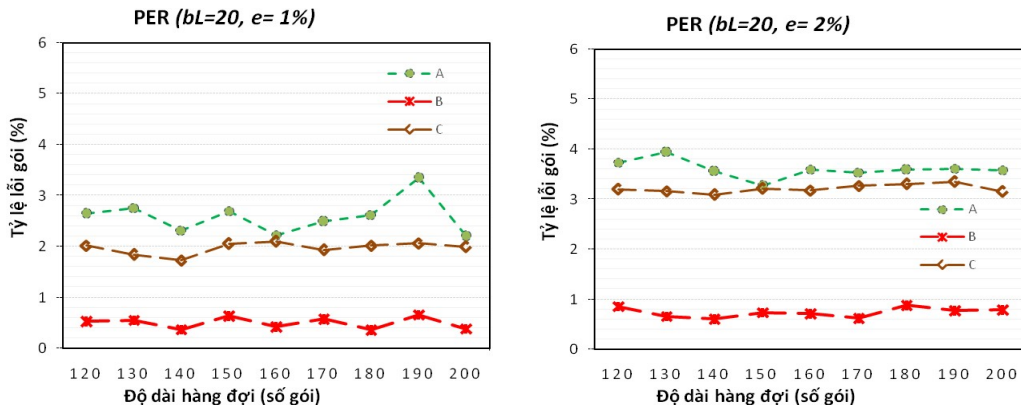 PER (bL=20, e= 1%)
Tỷ lệ lỗi gói (%)
6
5
4
3
2
1
0
A
B
C
120 130 140 150 160 170 180 190 200
Độ dài hàng đợi (số gói)
PER (bL=20, e= 2%)
Tỷ lệ lỗi gói (%)
6
5
4
3
2
1
0
A
B
C
120 130 140 150 160 170 180 190 200
Độ dài hàng đợi (số gói)